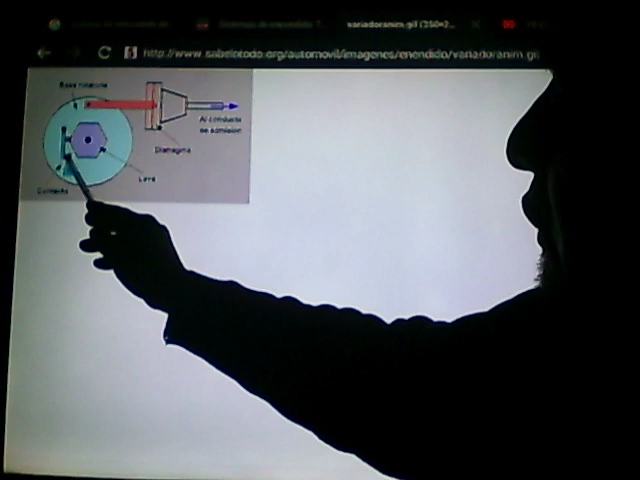 variadoranim.gif (250×2...
http://www.sabelotodo.org/automovil/imagenes/encendido/variadoranim.gif
Base rotatoria
Al conducto
de admisión
Diafragma
Leva
Contacto